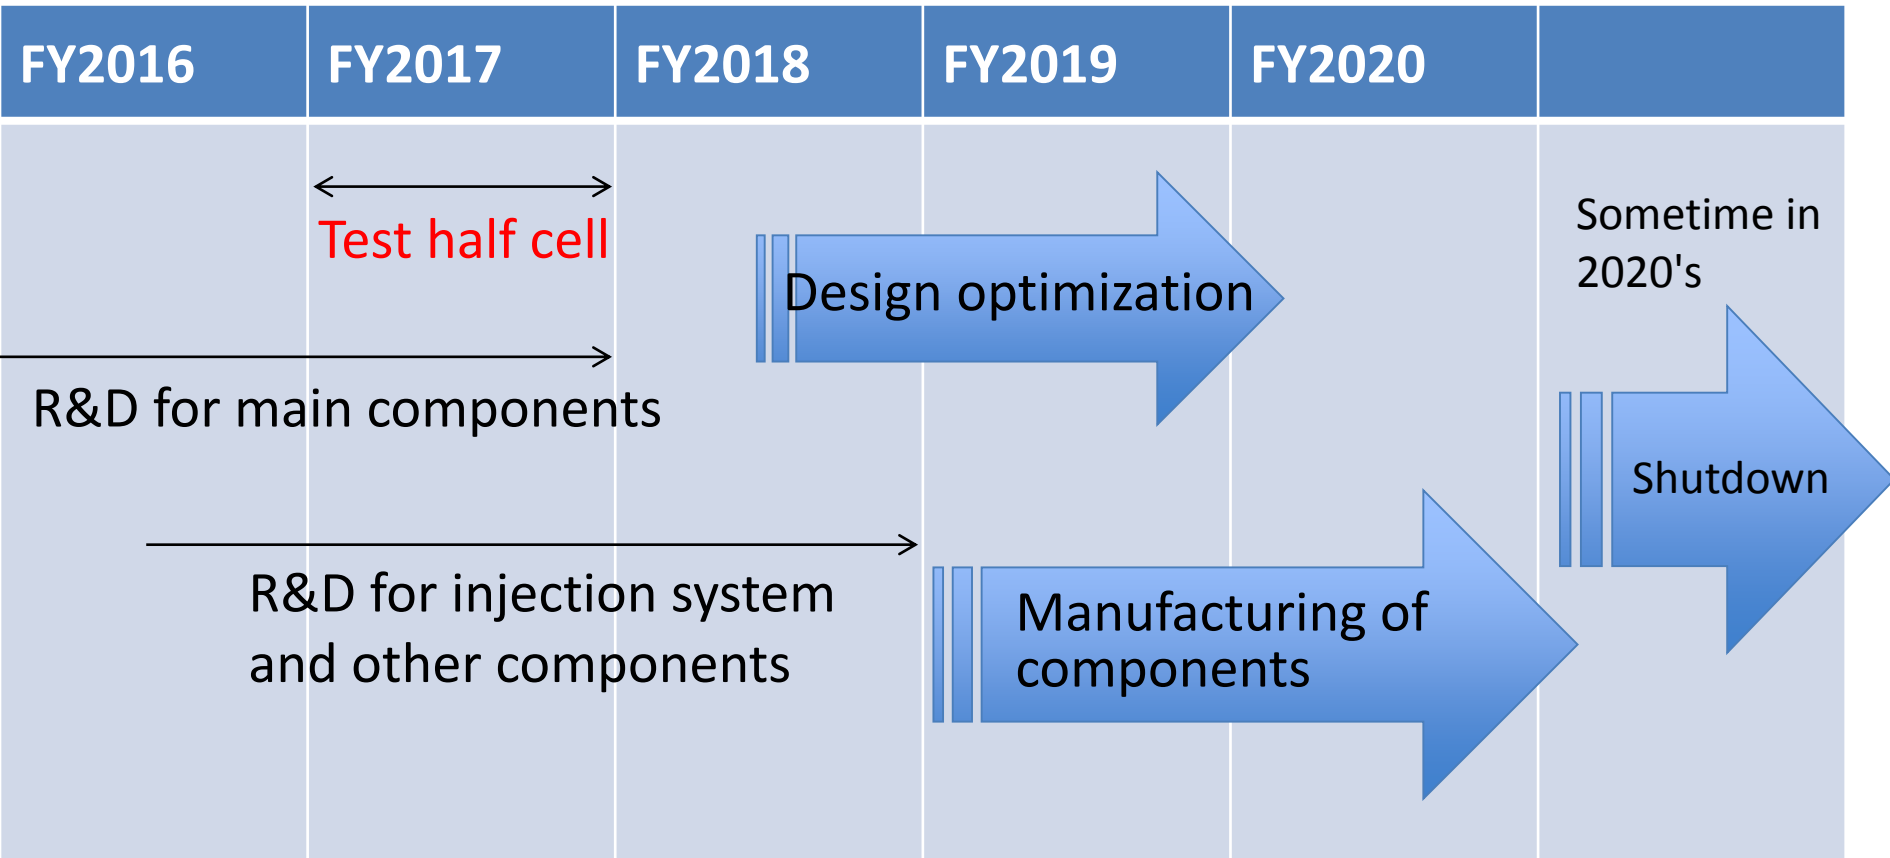 FY2016 FY2017 FY2018 FY2019 FY2020
Test half cell
Design optimization
Sometime in
2020's
R&D for main components
Shutdown
R&D for injection system
and other components
Manufacturing of
components